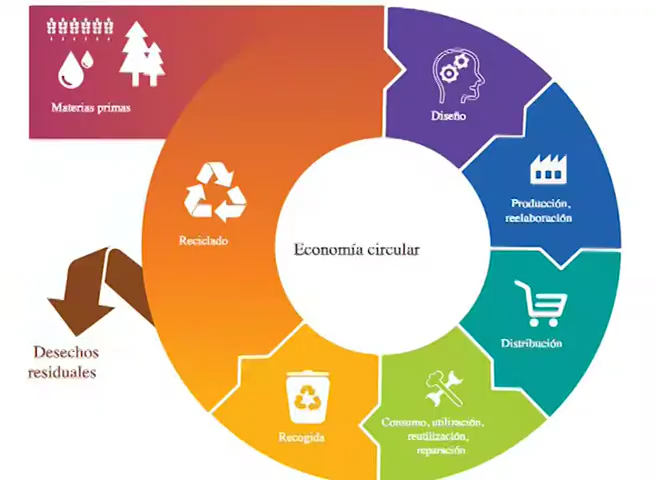 Materias primas
Diseño
Producción,
reelaboración
Reciclado
Economía circular
Distribución
Desechos
residuales
Consumo, utilización,
reutilización,
reparación
Recogida